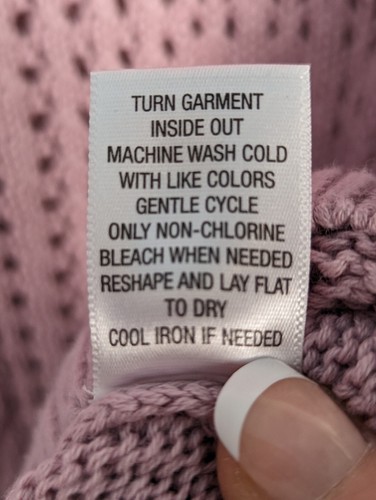 TURN GARMENT
INSIDE OUT
MACHINE WASH COLD
WITH LIKE COLORS
GENTLE CYCLE
ONLY NON-CHLORINE
BLEACH WHEN NEEDED
RESHAPE AND LAY FLAT
TO DRY
COOL IRON IF NEEDED